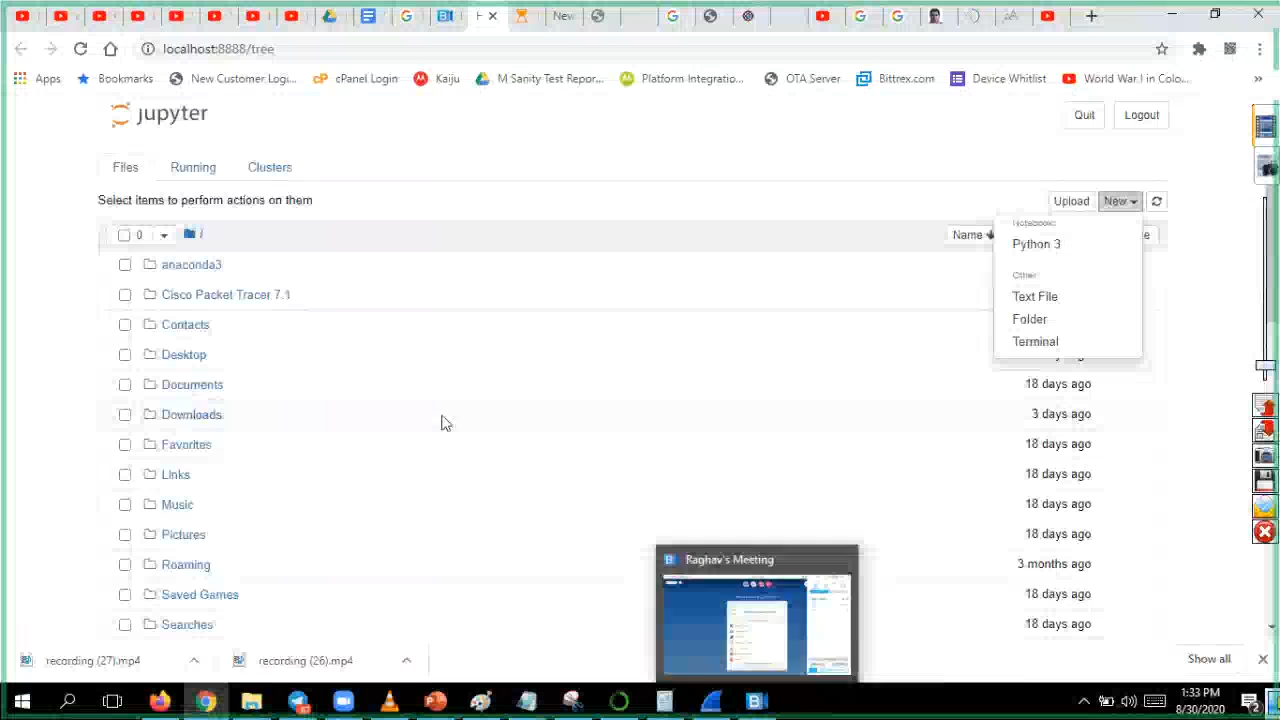 H
New
AA
localhost:8888/tree
Apps
Bookmarks
New Customer Logi...
cPanel Login
M Sanity Test Repor...
Platform Integratio...
OTA Server
Bittrex.com
Device Whitlist
World War I in Colo...
»
jupyter
Quit
Logout
Files
Running
Clusters
Select items to perform actions on them
Upload
New
0
/
Name
Notebook:
Python 3
Other:
Text File
Folder
Terminal
anaconda3
Cisco Packet Tracer 7.1
Contacts
Desktop
Documents
18 days ago
Downloads
3 days ago
Favorites
18 days ago
Links
18 days ago
Music
18 days ago
Pictures
18 days ago
Roaming
3 months ago
Saved Games
18 days ago
Searches
18 days ago
Raghav's Meeting
recording (27).mp4
recording (26).mp4
Show all
1:33 PM
8/30/2020
2